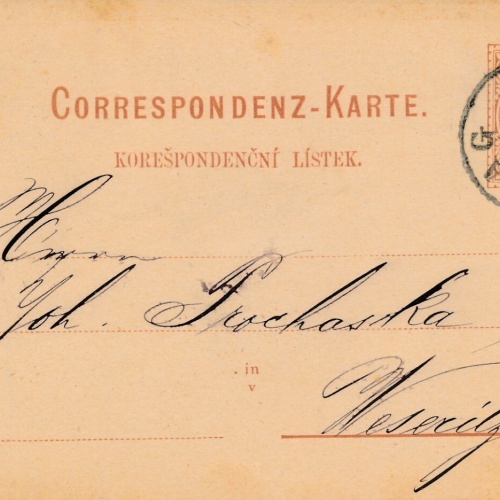 CORRESPONDENZ-KARTE.
KOREŠPONDENČNÍ LÍSTEK.
Herrn
Joh. Prochaska
in
v
Weseritz